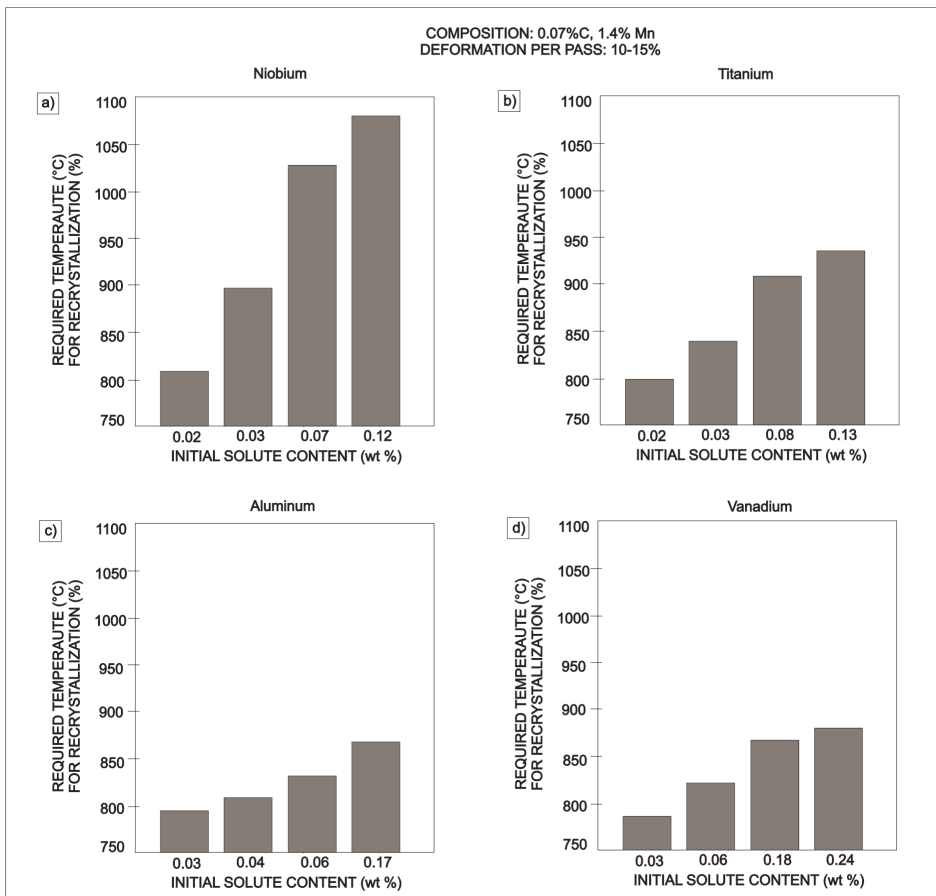 COMPOSITION: 0.07%C, 1.4% Mn
DEFORMATION PER PASS: 10-15%
Niobium
a)
REQUIRED TEMPERAUTE (°C)
FOR RECRYSTALLIZATION (%)
1100
1050
1000
950
900
850
800
750
0.02 0.03 0.07 0.12
INITIAL SOLUTE CONTENT (wt %)
Titanium
b)
REQUIRED TEMPERAUTE (°C)
FOR RECRYSTALLIZATION (%)
1100
1050
1000
950
900
850
800
750
0.02 0.03 0.08 0.13
INITIAL SOLUTE CONTENT (wt %)
Aluminum
c)
REQUIRED TEMPERAUTE (°C)
FOR RECRYSTALLIZATION (%)
1100
1050
1000
950
900
850
800
750
0.03 0.04 0.06 0.17
INITIAL SOLUTE CONTENT (wt %)
Vanadium
d)
REQUIRED TEMPERAUTE (°C)
FOR RECRYSTALLIZATION (%)
1100
1050
1000
950
900
850
800
750
0.03 0.06 0.18 0.24
INITIAL SOLUTE CONTENT (wt %)